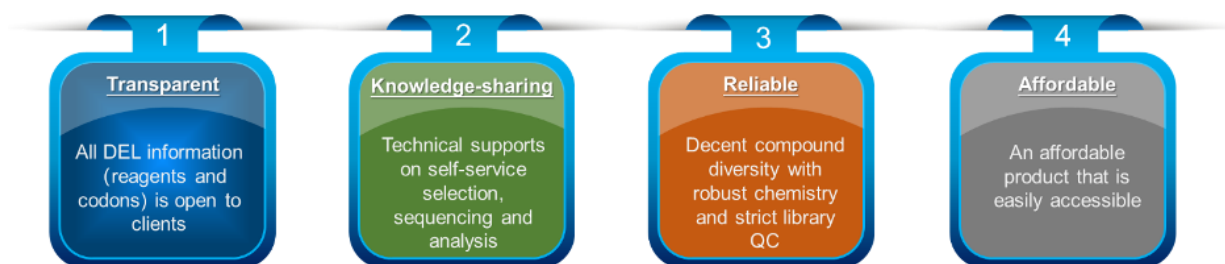 1
Transparent
All DEL information
(reagents and
codons) is open to
clients
2
Knowledge-sharing
Technical supports
on self-service
selection,
sequencing and
analysis
3
Reliable
Decent compound
diversity with
robust chemistry
and strict library
QC
4
Affordable
An affordable
product that is
easily accessible